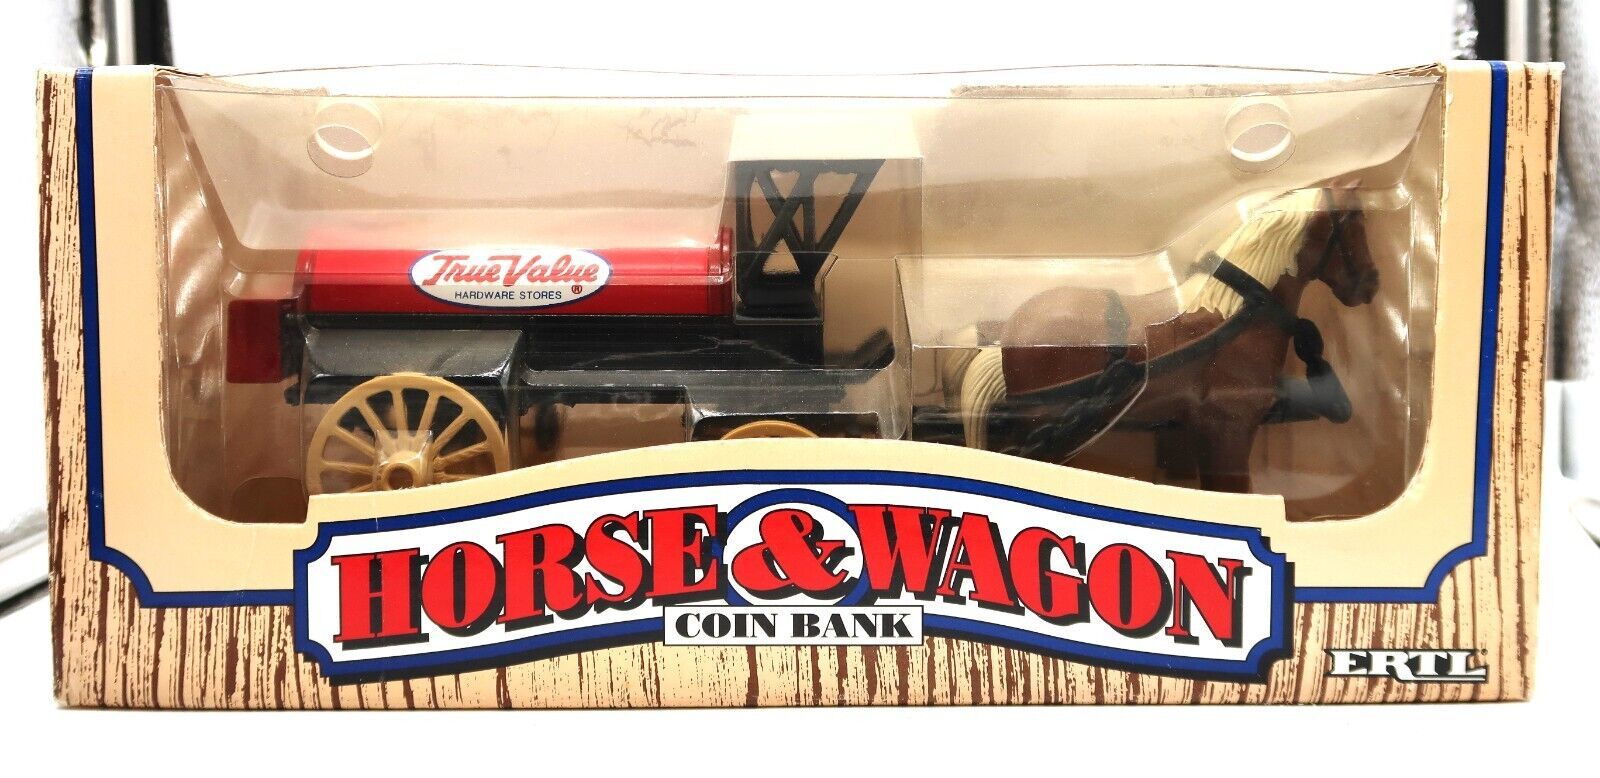 True Value ®
HARDWARE STORES
HORSE & WAGON
COIN BANK
ERTL®